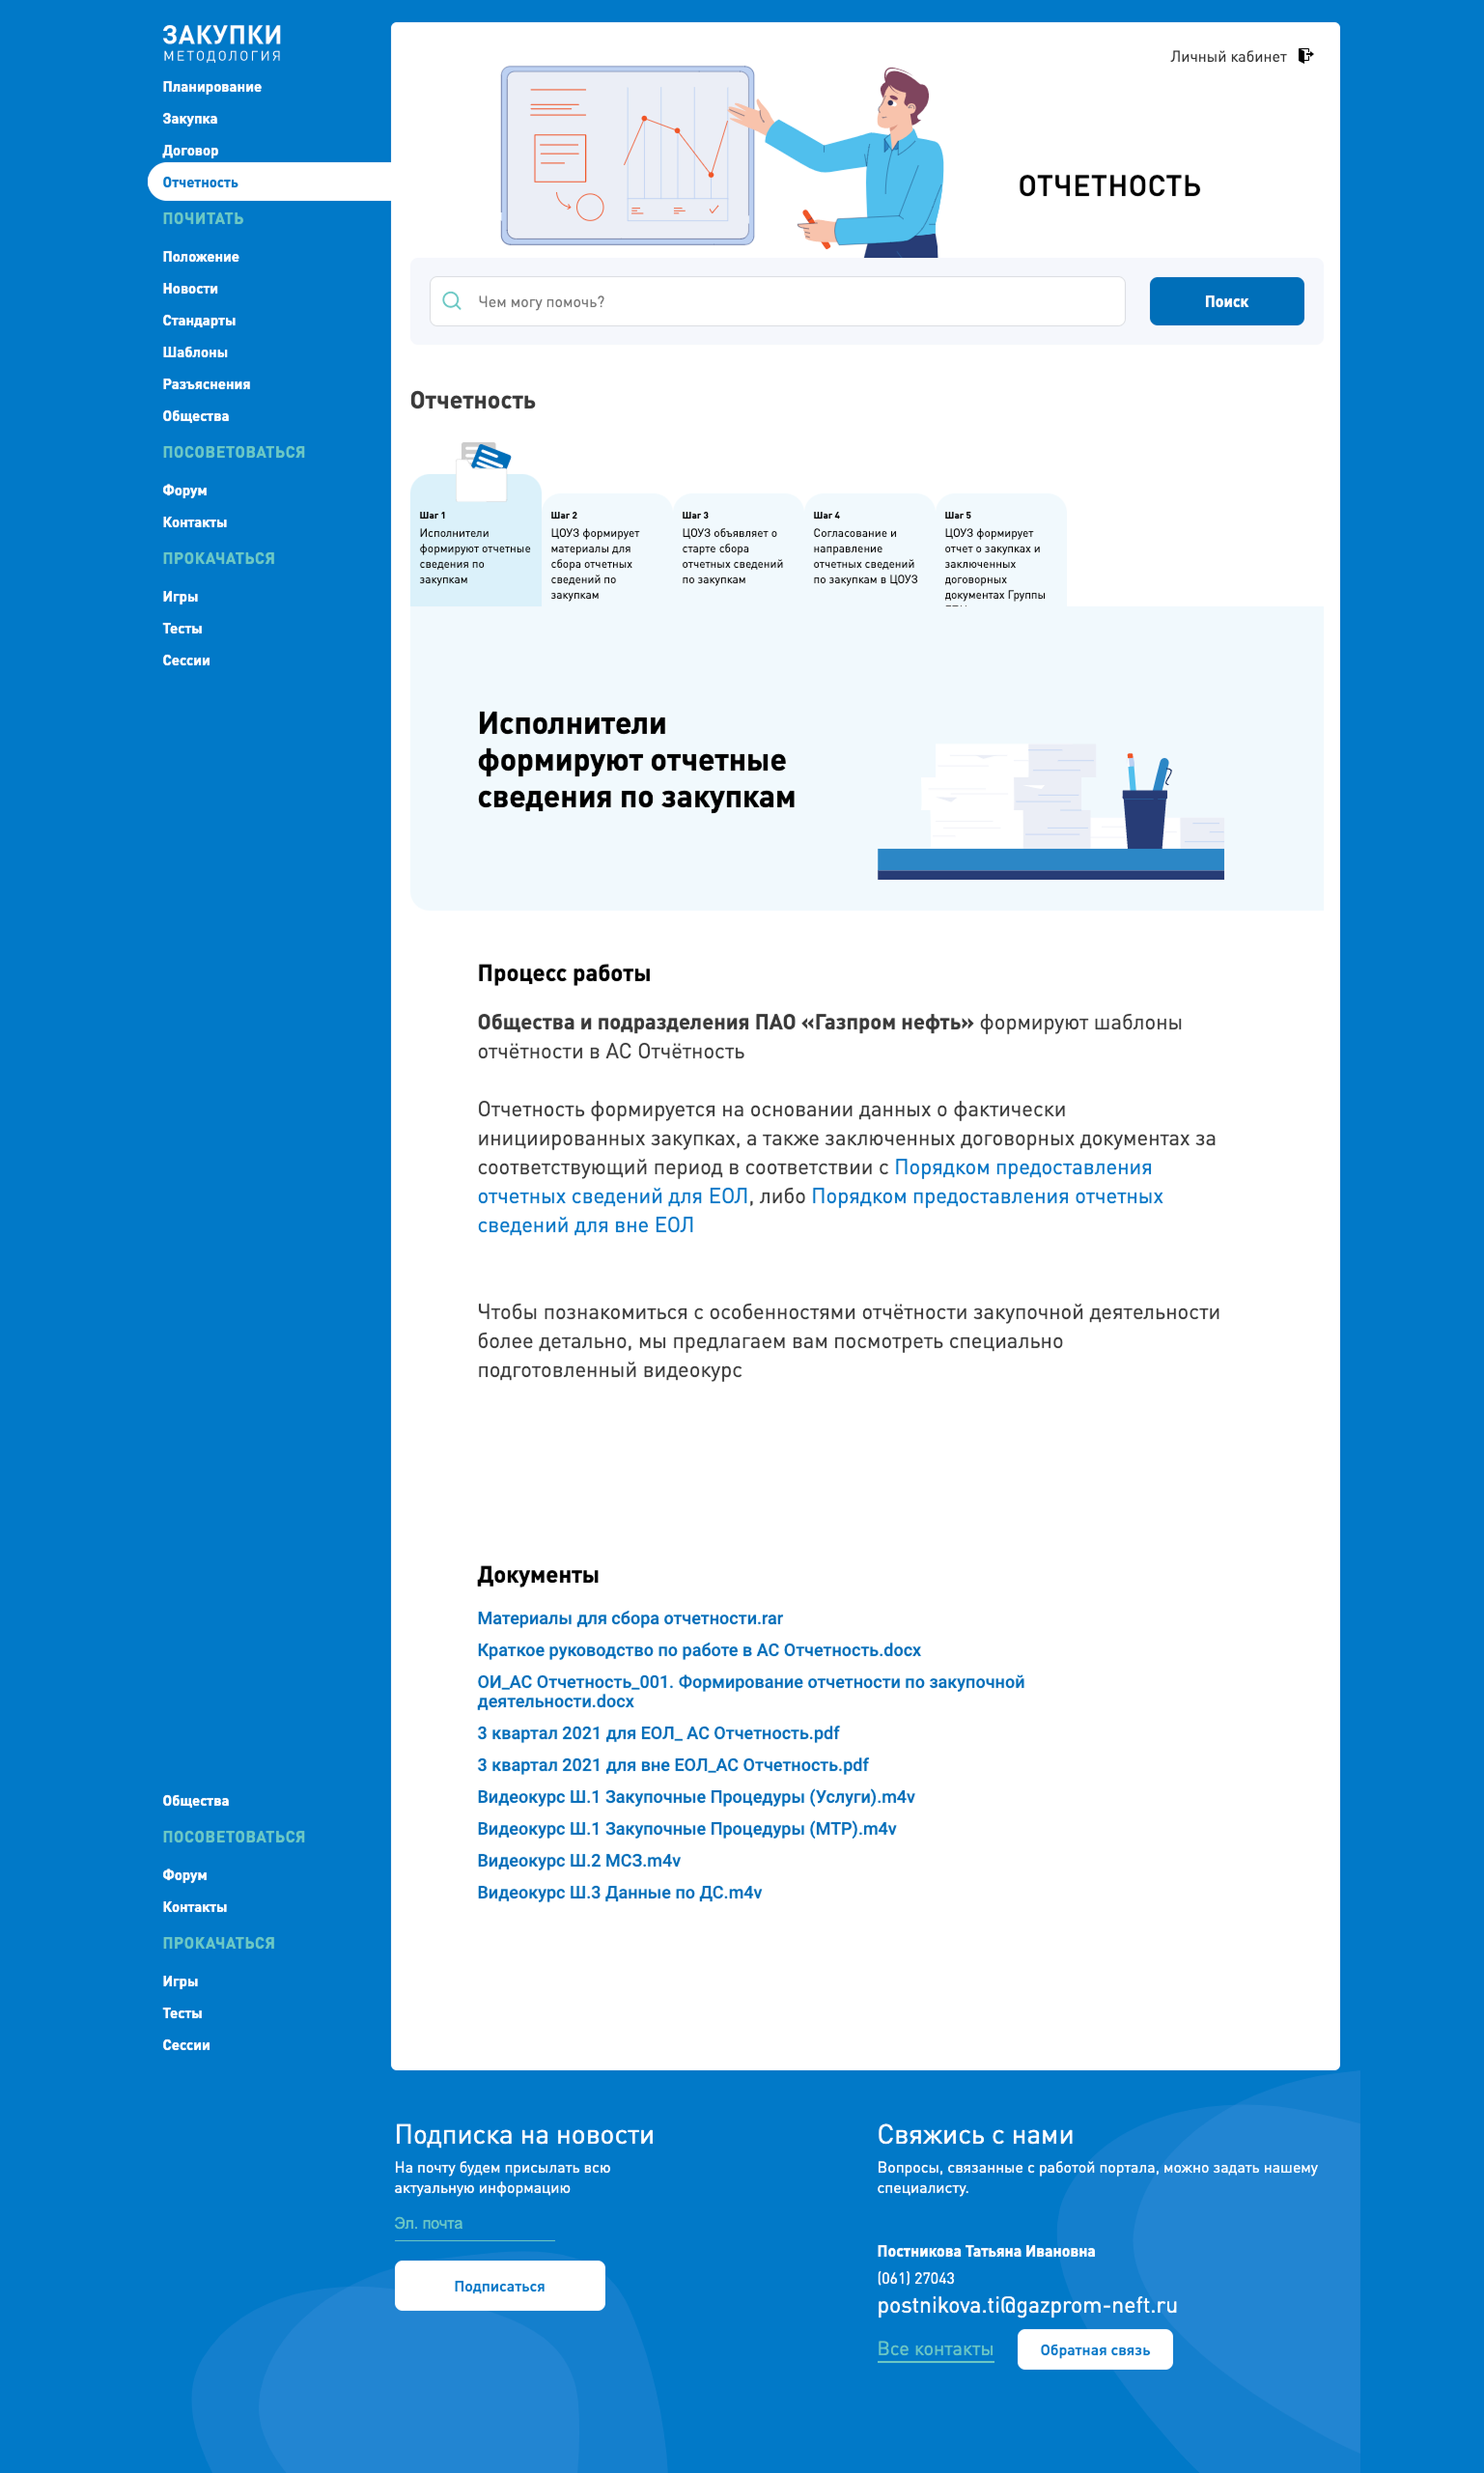 ЗАКУПКИ
МЕТОДОЛОГИЯ
Планирование
Закупка
Договор
Отчетность
ПОЧИТАТЬ
Положение
Новости
Стандарты
Шаблоны
Разъяснения
Общества
ПОСОВЕТОВАТЬСЯ
Форум
Контакты
ПРОКАЧАТЬСЯ
Игры
Тесты
Сессии
Личный кабинет
ОТЧЕТНОСТЬ
Чем могу помочь?
Поиск
Отчетность
Шаг 1
Исполнители
формируют отчетные
сведения по
закупкам
Шаг 2
ЦОУЗ формирует
материалы для
сбора отчетных
сведений по
закупкам
Шаг 3
ЦОУЗ объявляет о
старте сбора
отчетных сведений
по закупкам
Шаг 4
Согласование и
направление
отчетных сведений
по закупкам в ЦОУЗ
Шаг 5
ЦОУЗ формирует
отчет о закупках и
заключенных
договорных
документах Группы
Исполнители
формируют отчетные
сведения по закупкам
Процесс работы
Общества и подразделения ПАО «Газпром нефть» формируют шаблоны
отчётности в АС Отчётность
Отчетность формируется на основании данных о фактически
инициированных закупках, а также заключенных договорных документах за
соответствующий период в соответствии с Порядком предоставления
отчетных сведений для ЕОЛ, либо Порядком предоставления отчетных
сведений для вне ЕОЛ
Чтобы познакомиться с особенностями отчётности закупочной деятельности
более детально, мы предлагаем вам посмотреть специально
подготовленный видеокурс
Документы
Материалы для сбора отчетности.rar
Краткое руководство по работе в АС Отчетность.docx
ОИ_АС Отчетность_001. Формирование отчетности по закупочной
деятельности.docx
3 квартал 2021 для ЕОЛ_ АС Отчетность.pdf
3 квартал 2021 для вне ЕОЛ_АС Отчетность.pdf
Видеокурс Ш.1 Закупочные Процедуры (Услуги).m4v
Видеокурс Ш.1 Закупочные Процедуры (МТР).m4v
Видеокурс Ш.2 МСЗ.m4v
Видеокурс Ш.3 Данные по ДС.m4v
Общества
ПОСОВЕТОВАТЬСЯ
Форум
Контакты
ПРОКАЧАТЬСЯ
Игры
Тесты
Сессии
Подписка на новости
На почту будем присылать всю
актуальную информацию
Эл. почта
Подписаться
Свяжись с нами
Вопросы, связанные с работой портала, можно задать нашему
специалисту.
Постникова Татьяна Ивановна
(061) 27043
postnikova.ti@gazprom-neft.ru
Все контакты
Обратная связь